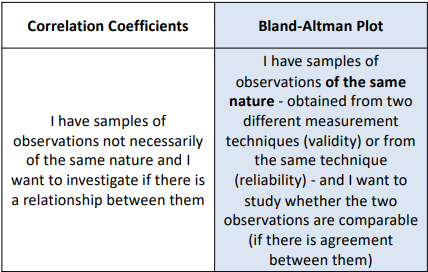 Correlation Coefficients
Bland-Altman Plot
I have samples of
observations not necessarily
of the same nature and I
want to investigate if there is
a relationship between them
I have samples of
observations of the same
nature - obtained from two
different measurement
techniques (validity) or from
the same technique
(reliability) - and I want to
study whether the two
observations are comparable
(if there is agreement
between them)